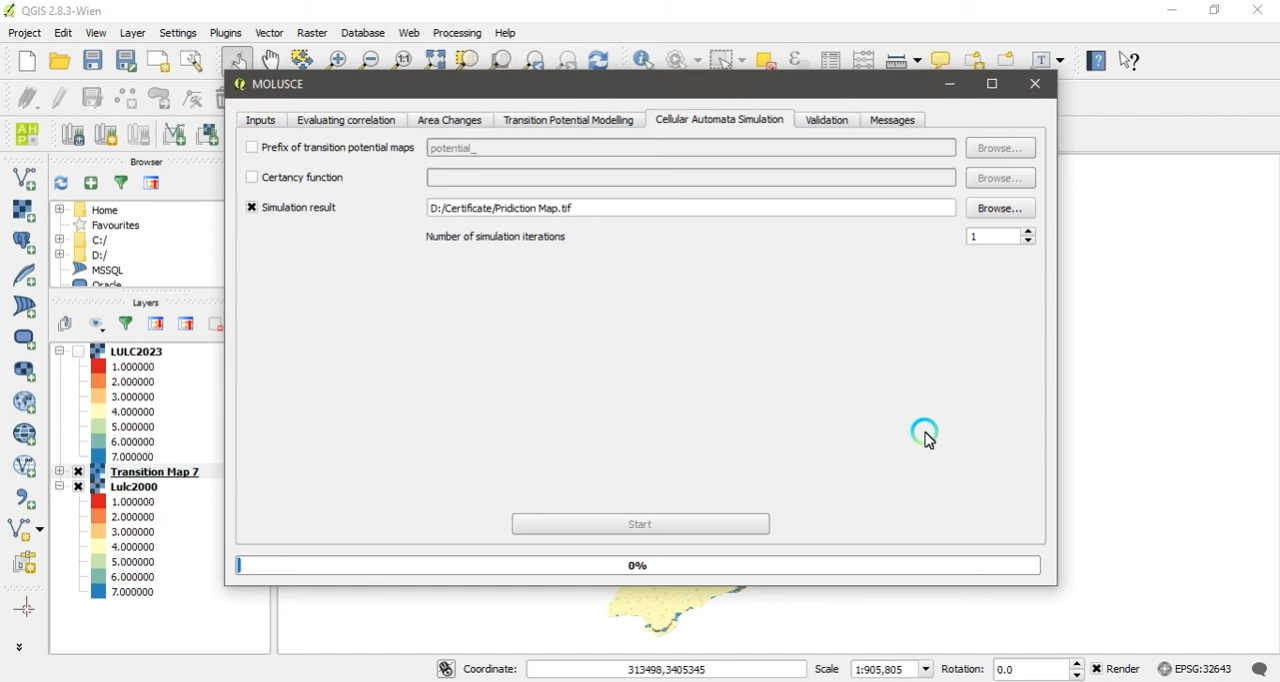 QGIS 2.8.3-Wien
Project Edit View Layer Settings Plugins Vector Raster Database Web Processing Help
MOLUSCE
Inputs Evaluating correlation Area Changes Transition Potential Modelling Cellular Automata Simulation Validation Messages
Prefix of transition potential maps potential_ Browse...
Certancy function Browse...
Simulation result D:/Certificate/Pridiction Map.tif Browse...
Number of simulation iterations 1
Start
0%
Browser
Home
Favourites
C:/
D:/
MSSQL
Oracle
Layers
LULC2023
1.000000
2.000000
3.000000
4.000000
5.000000
6.000000
7.000000
Transition Map 7
Lulc2000
1.000000
2.000000
3.000000
4.000000
5.000000
6.000000
7.000000
Coordinate: 313498,3405345 Scale 1:905,805 Rotation: 0.0 Render EPSG:32643